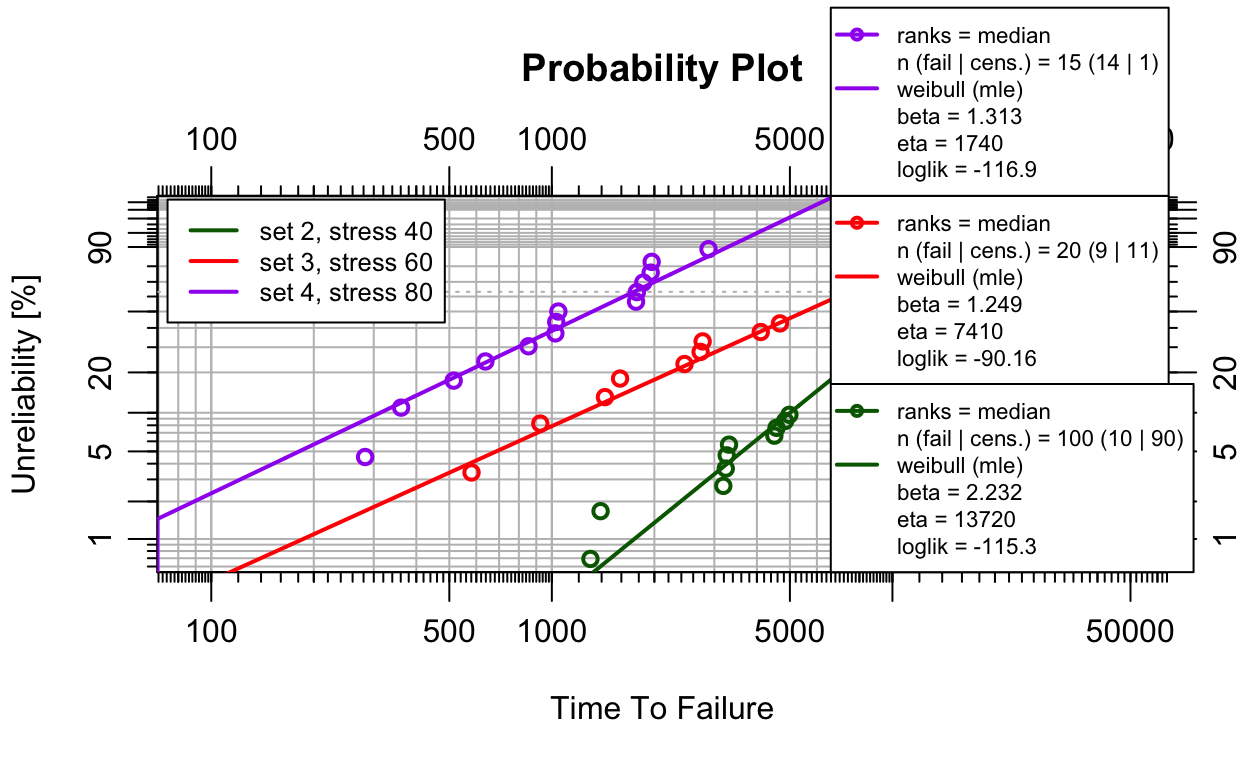 Probability Plot
100 500 1000 5000
ranks = median
n (fail | cens.) = 15 (14 | 1)
weibull (mle)
beta = 1.313
eta = 1740
loglik = -116.9
set 2, stress 40
set 3, stress 60
set 4, stress 80
ranks = median
n (fail | cens.) = 20 (9 | 11)
weibull (mle)
beta = 1.249
eta = 7410
loglik = -90.16
ranks = median
n (fail | cens.) = 100 (10 | 90)
weibull (mle)
beta = 2.232
eta = 13720
loglik = -115.3
Unreliability [%]
90
20
5
1
90
20
5
1
100 500 1000 5000 50000
Time To Failure